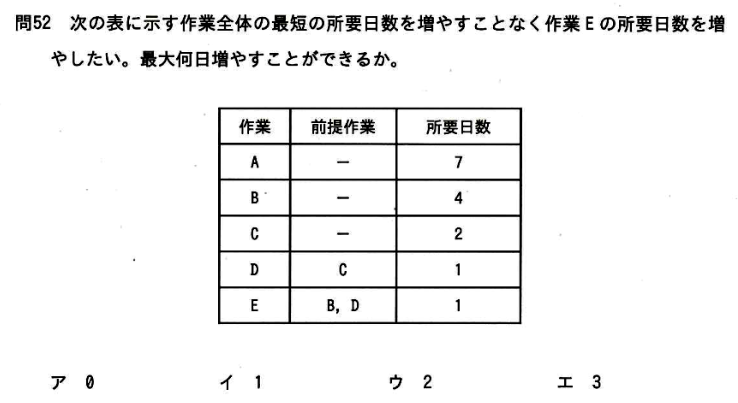 問52 次の表に示す作業全体の最短の所要日数を増やすことなく作業Eの所要日数を増
やしたい。最大何日増やすことができるか。
作業 前提作業 所要日数
A － 7
B － 4
C － 2
D C 1
E B, D 1
ア 0 イ 1 ウ 2 エ 3